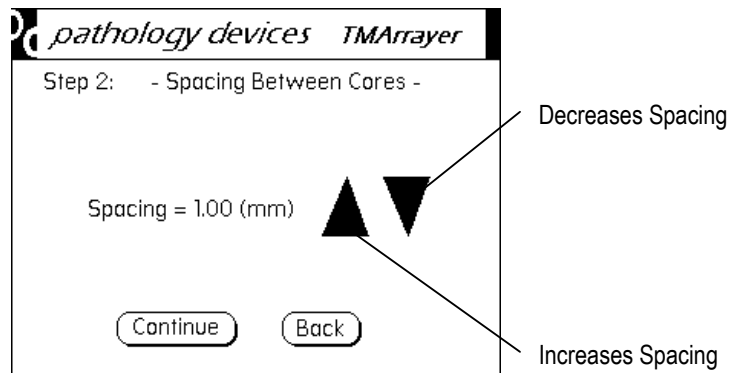 pathology devices TMArrayer
Step 2: - Spacing Between Cores -
Decreases Spacing
Spacing = 1.00 (mm)
Continue Back
Increases Spacing